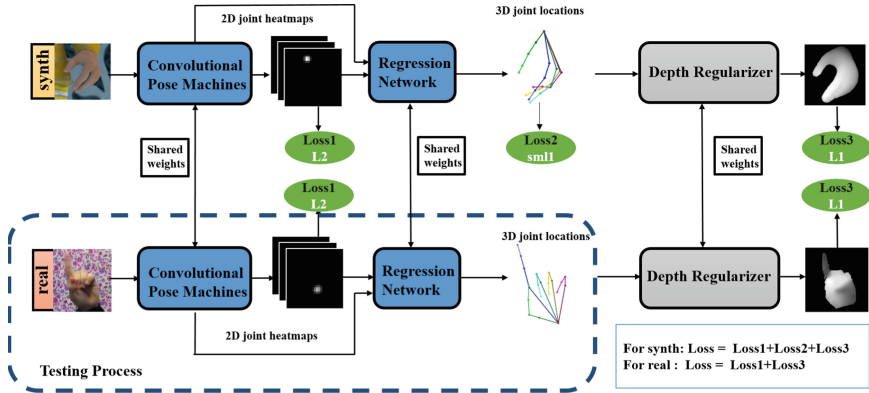 2D joint heatmaps
3D joint locations
synth
Convolutional
Pose Machines
Regression
Network
Depth Regularizer
Loss1
L2
Loss2
sml1
Loss3
L1
Shared
weights
Shared
weights
Shared
weights
Loss1
L2
Loss3
L1
3D joint locations
real
Convolutional
Pose Machines
Regression
Network
Depth Regularizer
2D joint heatmaps
Testing Process
For synth: Loss = Loss1+Loss2+Loss3
For real : Loss = Loss1+Loss3